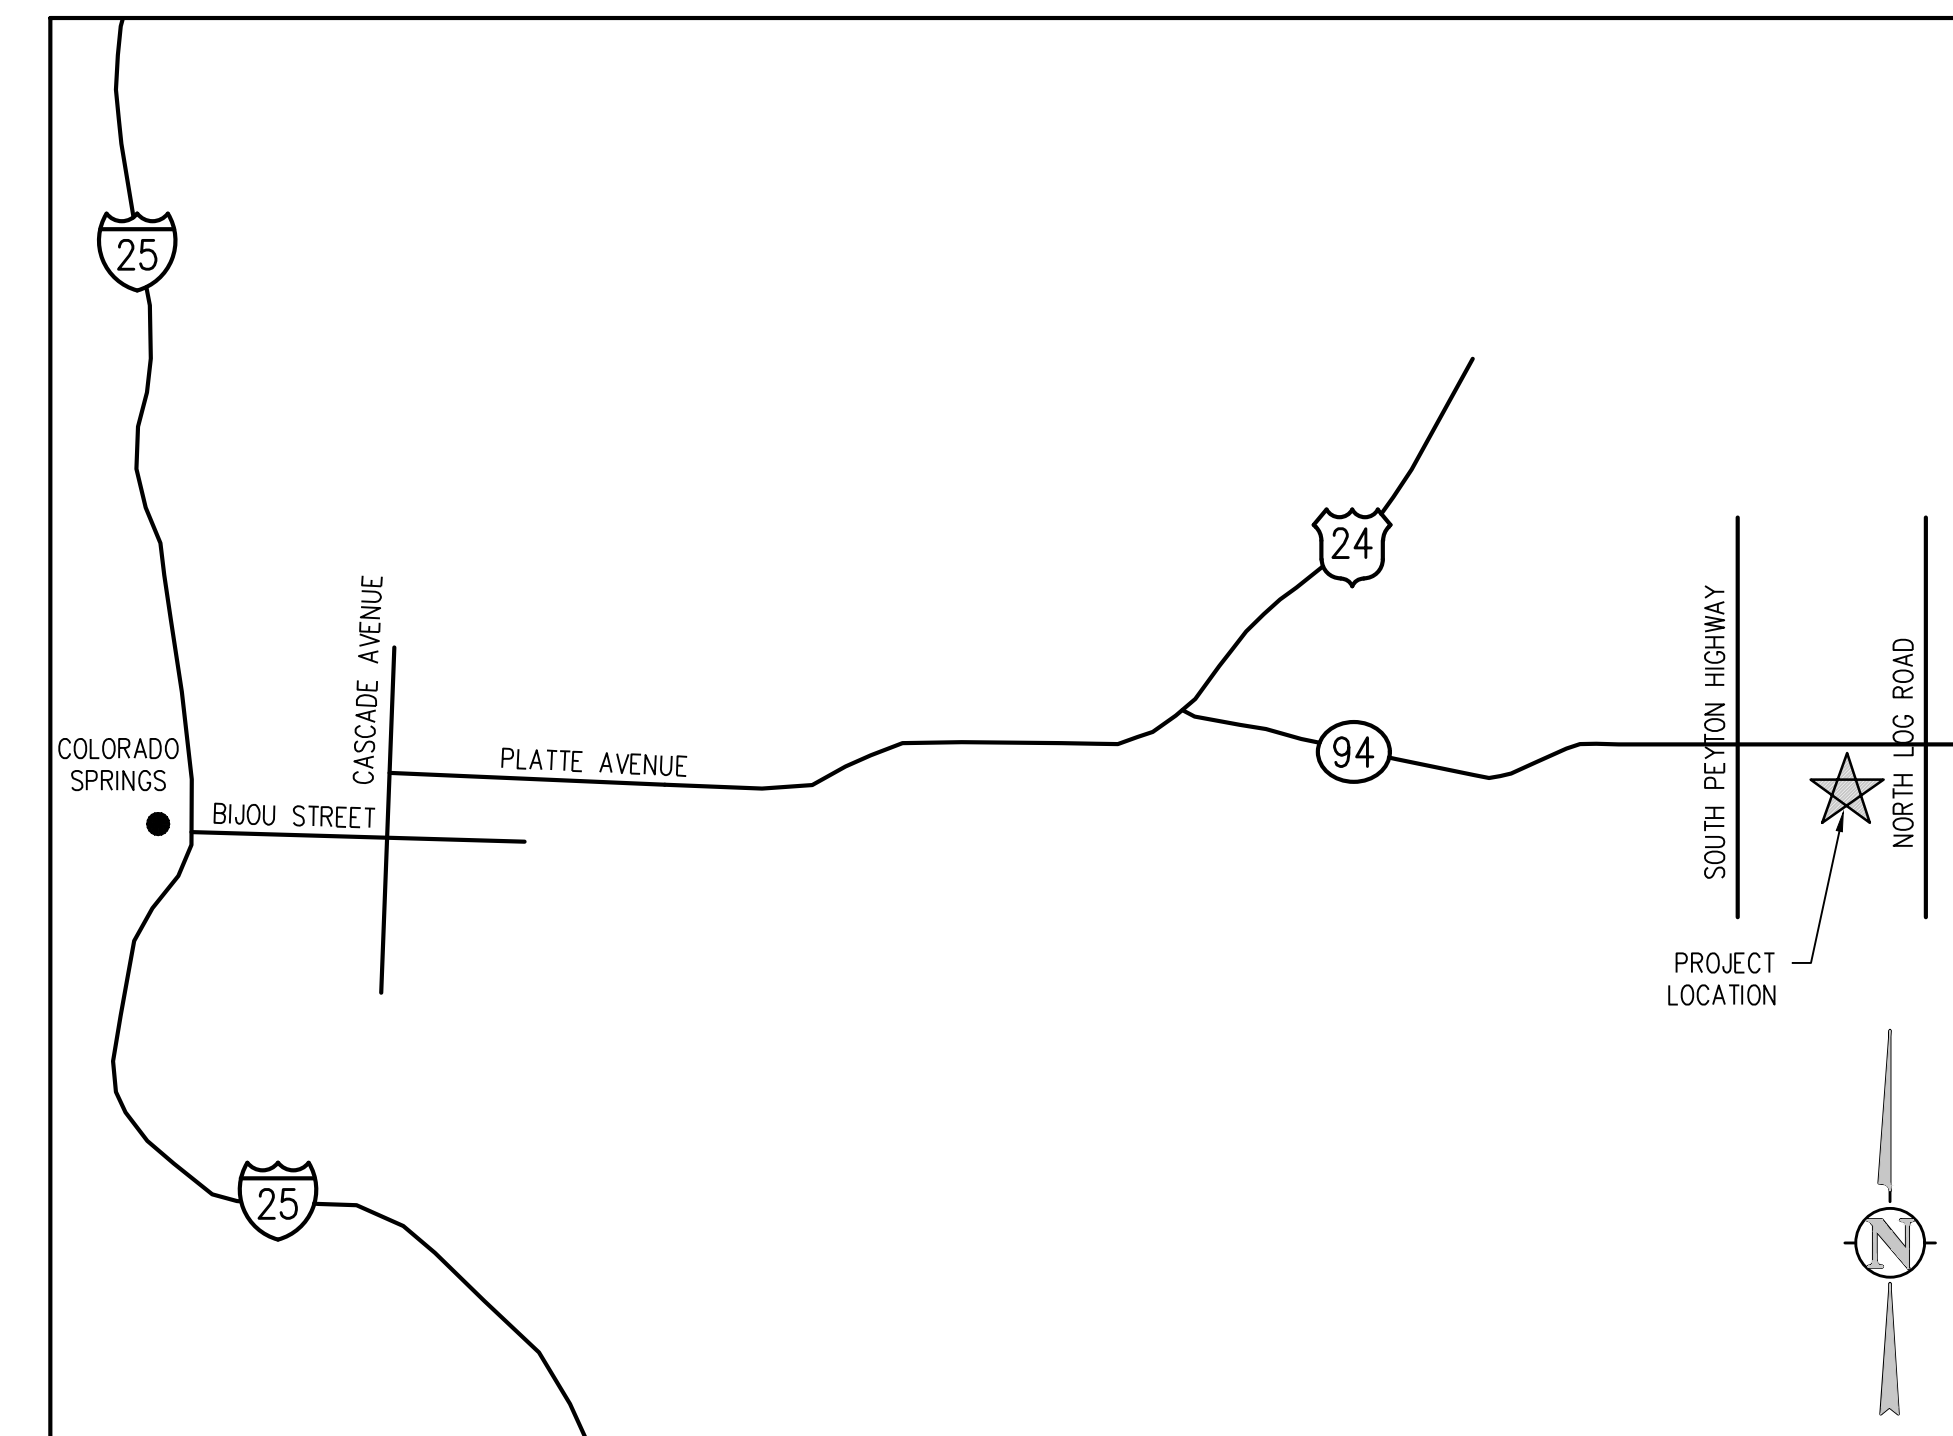 25
24
CASCADE AVENUE
SOUTH PEYTON HIGHWAY
NORTH LOG ROAD
COLORADO
SPRINGS
PLATTE AVENUE
94
BIJOU STREET
PROJECT
LOCATION
25
N